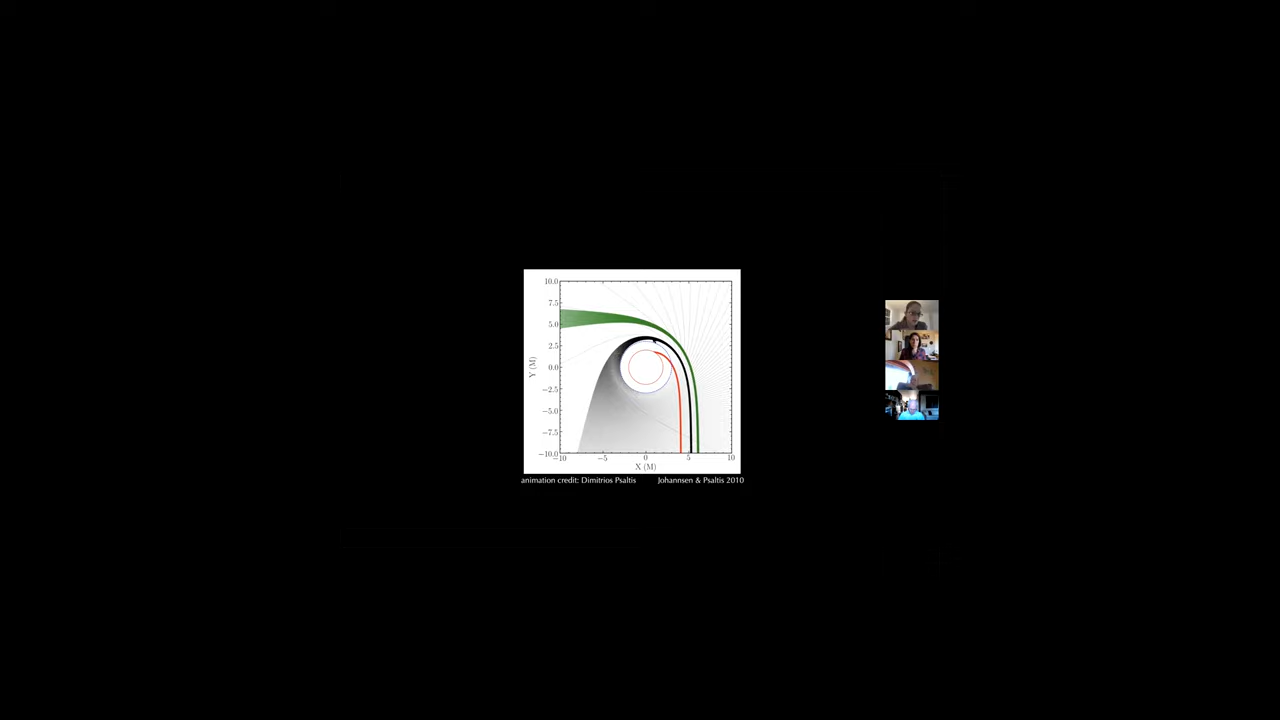 10.0
7.5
5.0
2.5
0.0
−2.5
−5.0
−7.5
−10.0
Y (M)
−10 −5 0 5 10
X (M)
animation credit: Dimitrios Psaltis Johannsen & Psaltis 2010